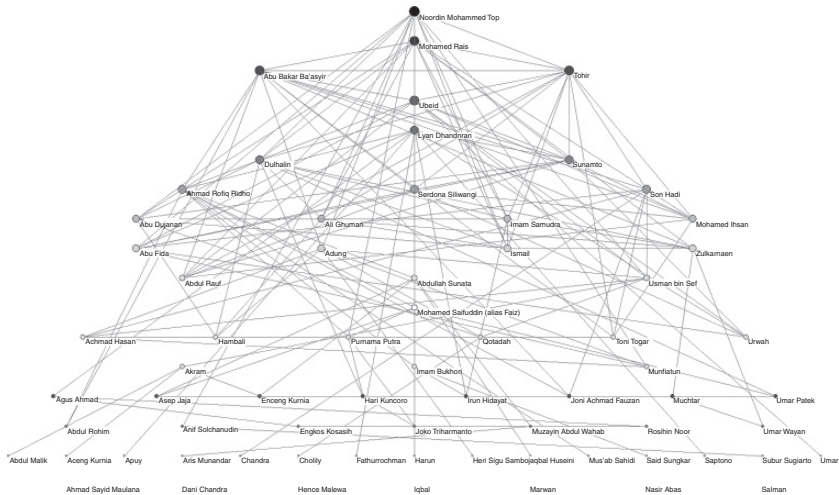 Noordin Mohammed Top
Mohamed Rais
Abu Bakar Ba'asyir
Tohir
Ubeid
Lyan Dhandnran
Dulhalin
Sunamto
Ahmad Rofiq Ridho
Serdona Siliwangi
Son Hadi
Abu Dujanan
Ali Ghuman
Imam Samudra
Mohamed Ihsan
Abu Fida
Adung
Ismail
Zulkarnaen
Abdul Rauf
Abdullah Sunata
Usman bin Sef
Mohamed Saifuddin (alias Faiz)
Achmad Hasan
Hambali
Purnama Putra
Qotadah
Toni Togar
Urwah
Akram
Imam Bukhori
Munfiatun
Agus Ahmad
Asep Jaja
Enceng Kurnia
Hari Kuncoro
Irun Hidayat
Joni Achmad Fauzan
Muchtar
Umar Patek
Abdul Rohim
Anif Solchanudin
Engkos Kosasih
Joko Triharmanto
Muzayin Abdul Wahab
Rosihin Noor
Umar Wayan
Abdul Malik
Aceng Kurnia
Apuy
Aris Munandar
Chandra
Cholily
Fathurrochman
Harun
Heri Sigu Sambojaqbal Huseini
Mus'ab Sahidi
Said Sungkar
Saptono
Subur Sugiarto
Umar
Ahmad Sayid Maulana
Dani Chandra
Hence Malewa
Iqbal
Marwan
Nasir Abas
Salman